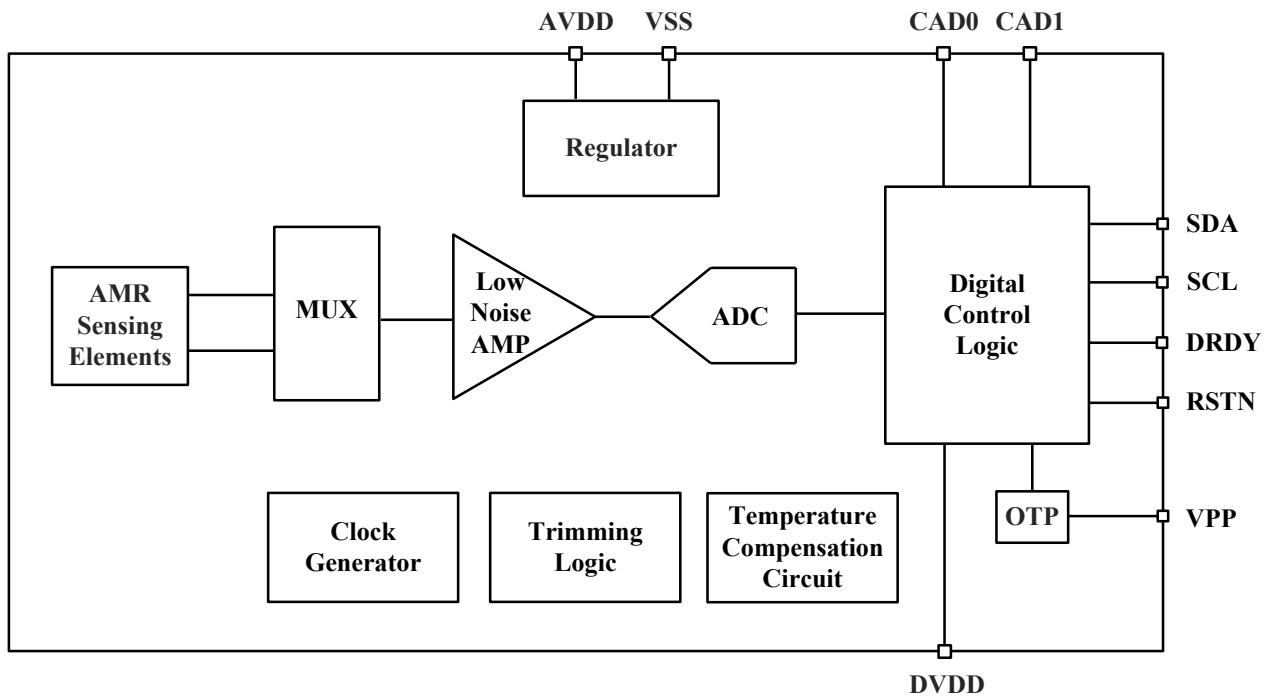 AVDD
VSS
CAD0
CAD1
Regulator
AMR
Sensing
Elements
MUX
Low
Noise
AMP
ADC
Digital
Control
Logic
SDA
SCL
DRDY
RSTN
Clock
Generator
Trimming
Logic
Temperature
Compensation
Circuit
OTP
VPP
DVDD